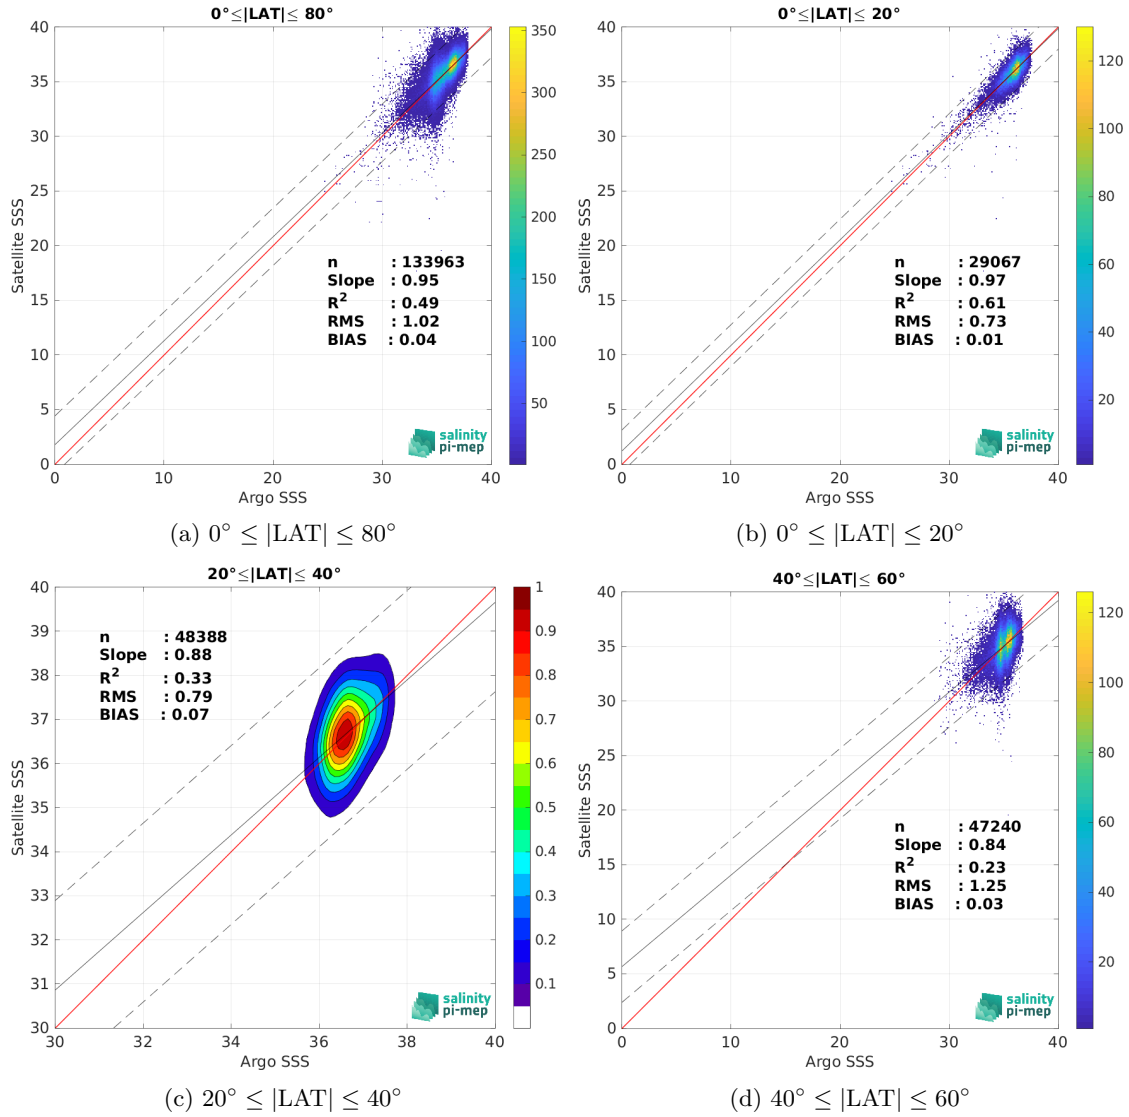 0°≤|LAT|≤ 80°
40
35
30
25
20
15
10
5
0
Satellite SSS
n : 133963
Slope : 0.95
R² : 0.49
RMS : 1.02
BIAS : 0.04
salinity
pi-mep
0 10 20 30 40
Argo SSS
350
300
250
200
150
100
50
(a) 0° ≤ |LAT| ≤ 80°
0°≤|LAT|≤ 20°
40
35
30
25
20
15
10
5
0
Satellite SSS
n : 29067
Slope : 0.97
R² : 0.61
RMS : 0.73
BIAS : 0.01
salinity
pi-mep
0 10 20 30 40
Argo SSS
120
100
80
60
40
20
(b) 0° ≤ |LAT| ≤ 20°
20°≤|LAT|≤ 40°
40
39
38
37
36
35
34
33
32
31
30
Satellite SSS
n : 48388
Slope : 0.88
R² : 0.33
RMS : 0.79
BIAS : 0.07
salinity
pi-mep
30 32 34 36 38 40
Argo SSS
1
0.9
0.8
0.7
0.6
0.5
0.4
0.3
0.2
0.1
(c) 20° ≤ |LAT| ≤ 40°
40°≤|LAT|≤ 60°
40
35
30
25
20
15
10
5
0
Satellite SSS
n : 47240
Slope : 0.84
R² : 0.23
RMS : 1.25
BIAS : 0.03
salinity
pi-mep
0 10 20 30 40
Argo SSS
120
100
80
60
40
20
(d) 40° ≤ |LAT| ≤ 60°